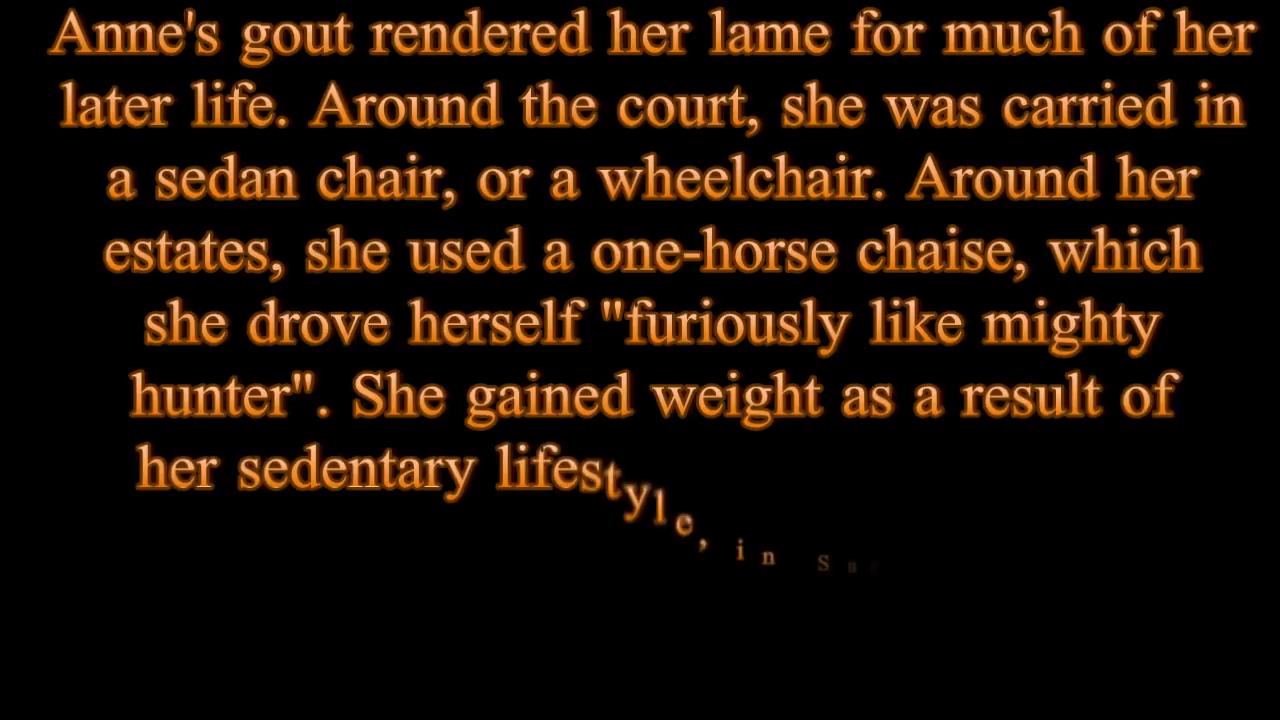 Anne's gout rendered her lame for much of her
later life. Around the court, she was carried in
a sedan chair, or a wheelchair. Around her
estates, she used a one-horse chaise, which
she drove herself "furiously like mighty
hunter". She gained weight as a result of
her sedentary lifestyle, in